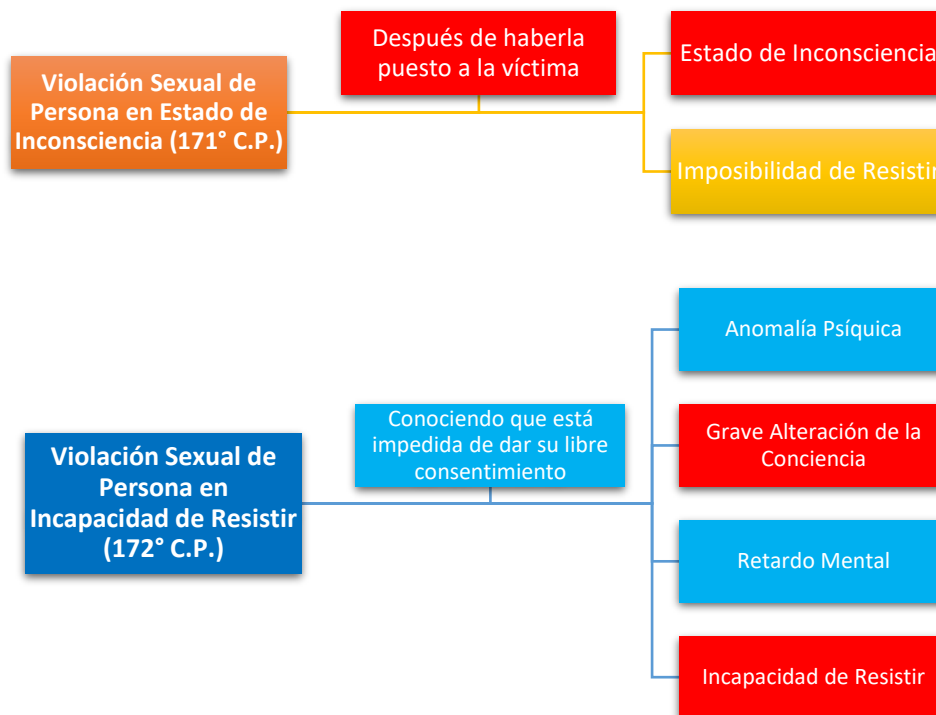 Violación Sexual de
Persona en Estado de
Inconsciencia (171° C.P.)
Después de haberla
puesto a la víctima
Estado de Inconsciencia
Imposibilidad de Resistir
Violación Sexual de
Persona en
Incapacidad de Resistir
(172° C.P.)
Conociendo que está
impedida de dar su libre
consentimiento
Anomalía Psíquica
Grave Alteración de la
Conciencia
Retardo Mental
Incapacidad de Resistir